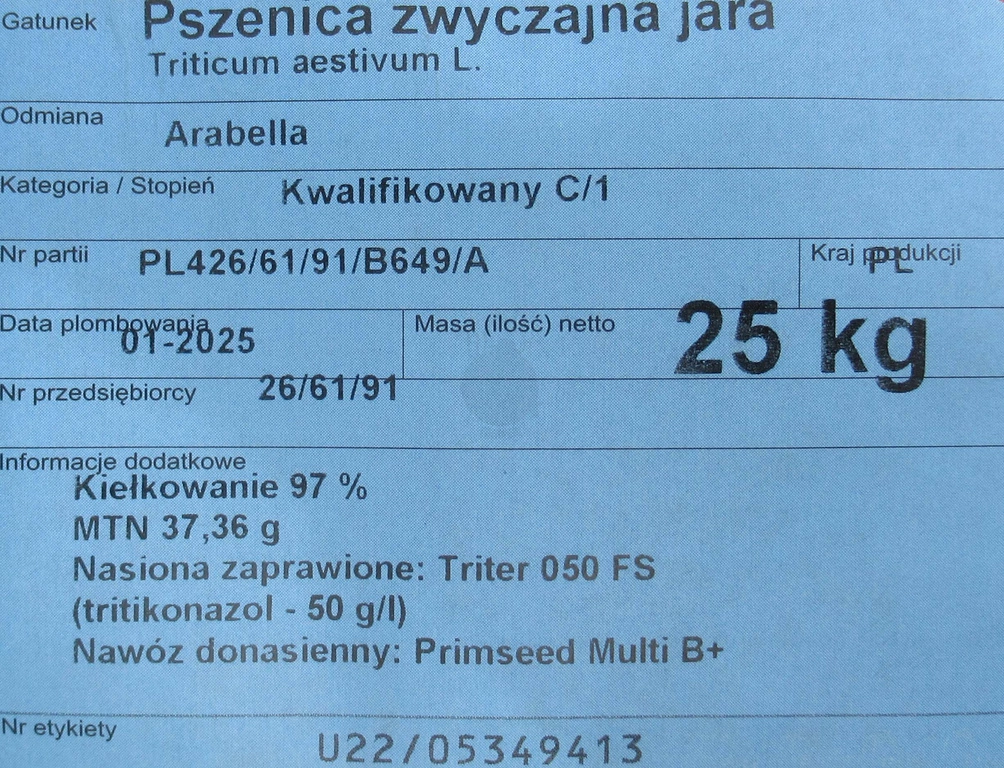 Gatunek Pszenica zwyczajna jara
Triticum aestivum L.
Odmiana Arabella
Kategoria / Stopień Kwalifikowany C/1
Nr partii PL426/61/91/B649/A Kraj produkcji PL
Data plombowania 01-2025 Masa (ilość) netto 25 kg
Nr przedsiębiorcy 26/61/91
Informacje dodatkowe
Kiełkowanie 97 %
MTN 37,36 g
Nasiona zaprawione: Triter 050 FS
(tritikonazol - 50 g/l)
Nawóz donasienny: Primseed Multi B+
Nr etykiety U22/05349413